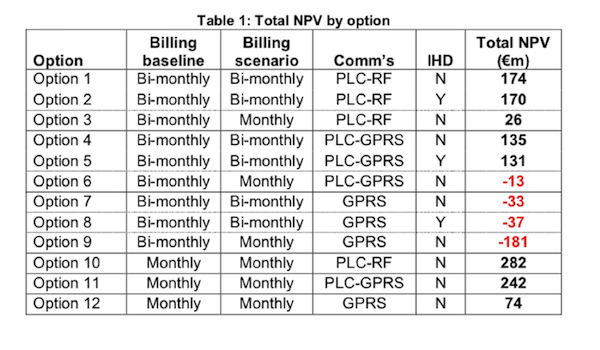 Table 1: Total NPV by option
Option Billing baseline Billing scenario Comm's IHD Total NPV (€m)
Option 1 Bi-monthly Bi-monthly PLC-RF N 174
Option 2 Bi-monthly Bi-monthly PLC-RF Y 170
Option 3 Bi-monthly Monthly PLC-RF N 26
Option 4 Bi-monthly Bi-monthly PLC-GPRS N 135
Option 5 Bi-monthly Bi-monthly PLC-GPRS Y 131
Option 6 Bi-monthly Monthly PLC-GPRS N -13
Option 7 Bi-monthly Bi-monthly GPRS N -33
Option 8 Bi-monthly Bi-monthly GPRS Y -37
Option 9 Bi-monthly Monthly GPRS N -181
Option 10 Monthly Monthly PLC-RF N 282
Option 11 Monthly Monthly PLC-GPRS N 242
Option 12 Monthly Monthly GPRS N 74